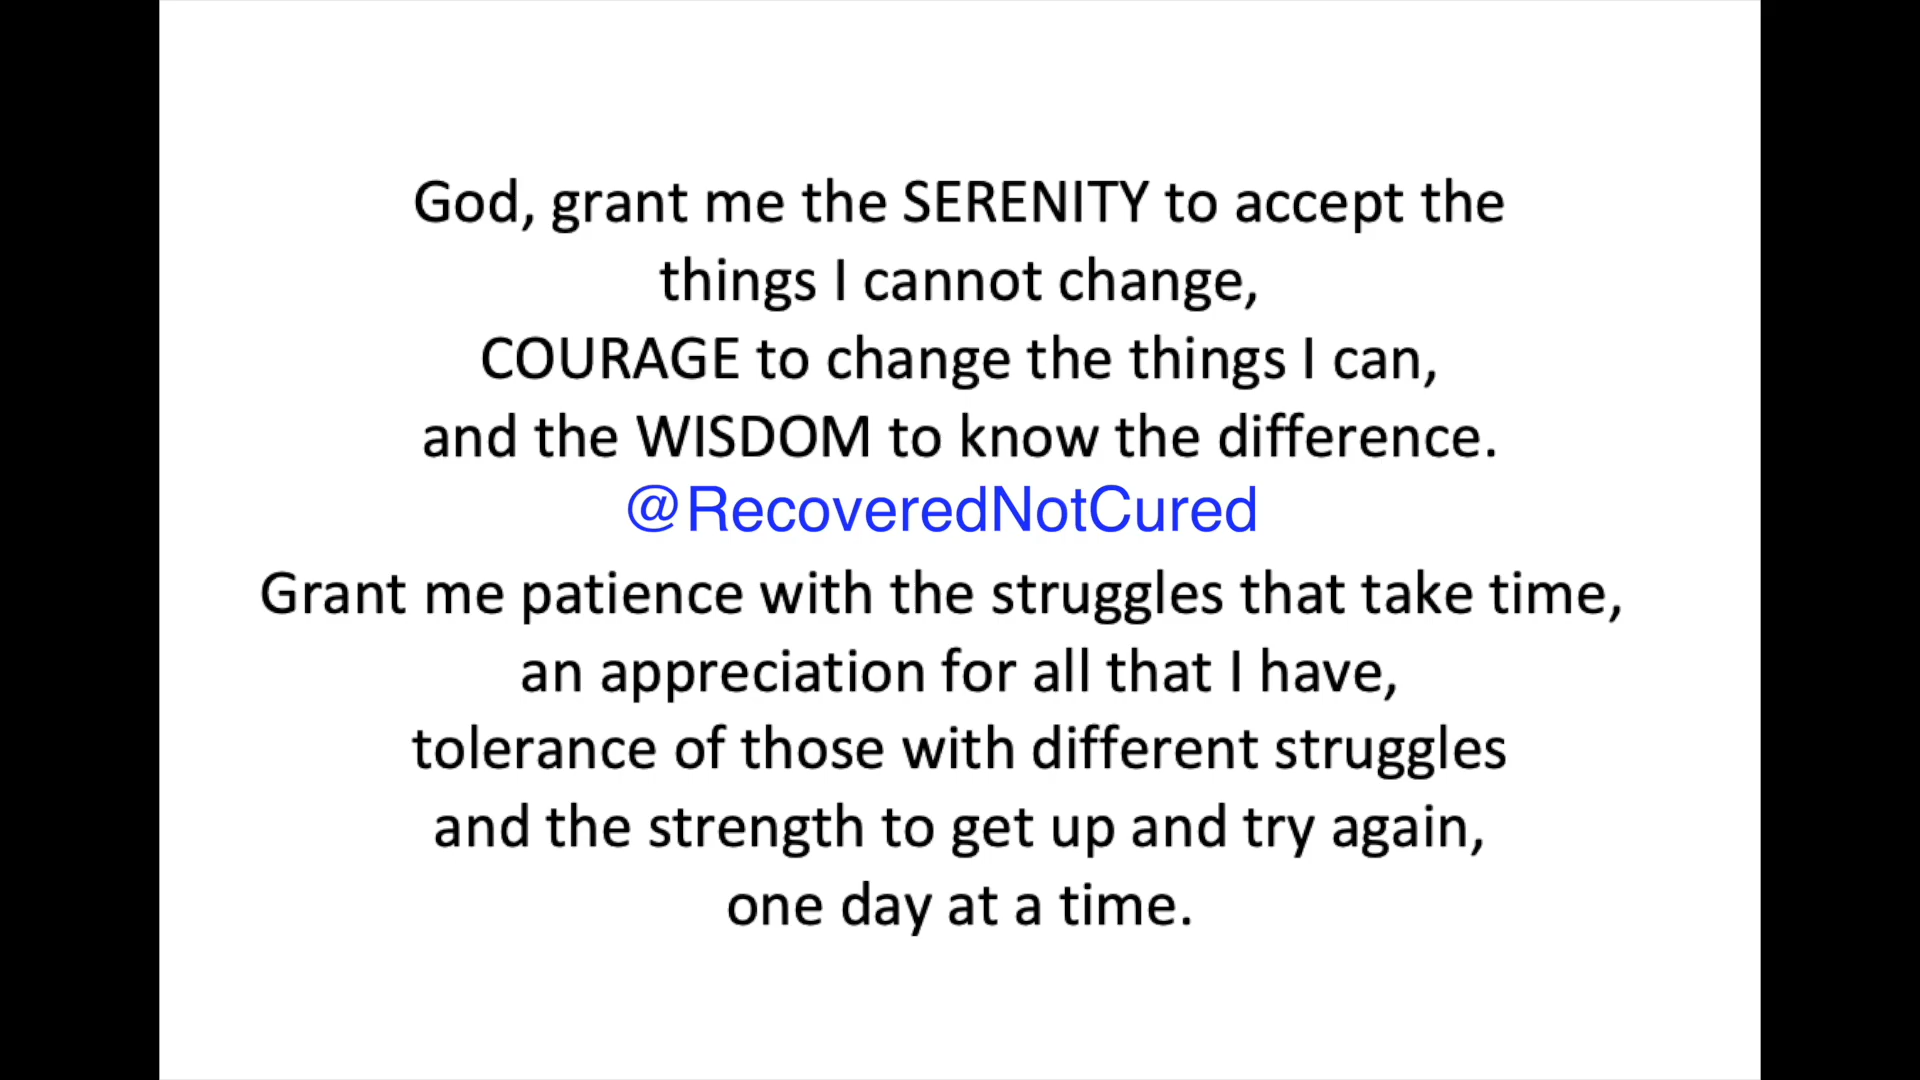 God, grant me the SERENITY to accept the
things I cannot change,
COURAGE to change the things I can,
and the WISDOM to know the difference.
@RecoveredNotCured
Grant me patience with the struggles that take time,
an appreciation for all that I have,
tolerance of those with different struggles
and the strength to get up and try again,
one day at a time.